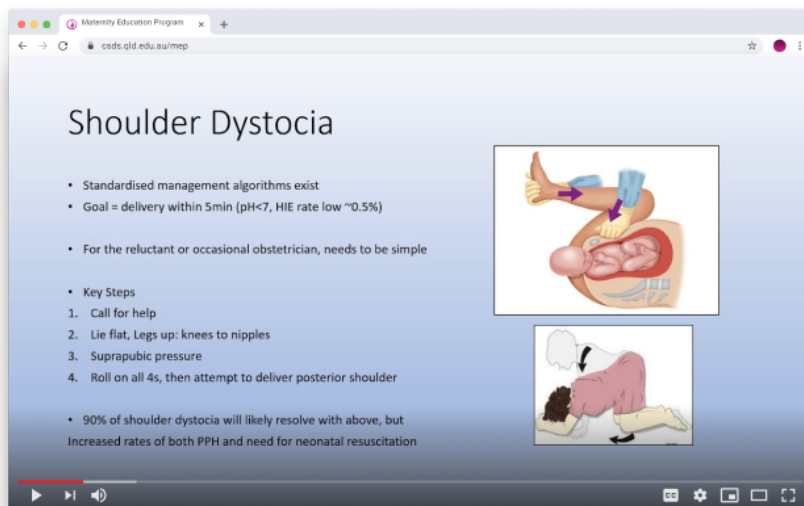 Maternity Education Program
csds.qld.edu.au/mep
Shoulder Dystocia
• Standardised management algorithms exist
• Goal = delivery within 5min (pH<7, HIE rate low ~0.5%)
• For the reluctant or occasional obstetrician, needs to be simple
• Key Steps
1. Call for help
2. Lie flat, Legs up: knees to nipples
3. Suprapubic pressure
4. Roll on all 4s, then attempt to deliver posterior shoulder
• 90% of shoulder dystocia will likely resolve with above, but
Increased rates of both PPH and need for neonatal resuscitation
CC